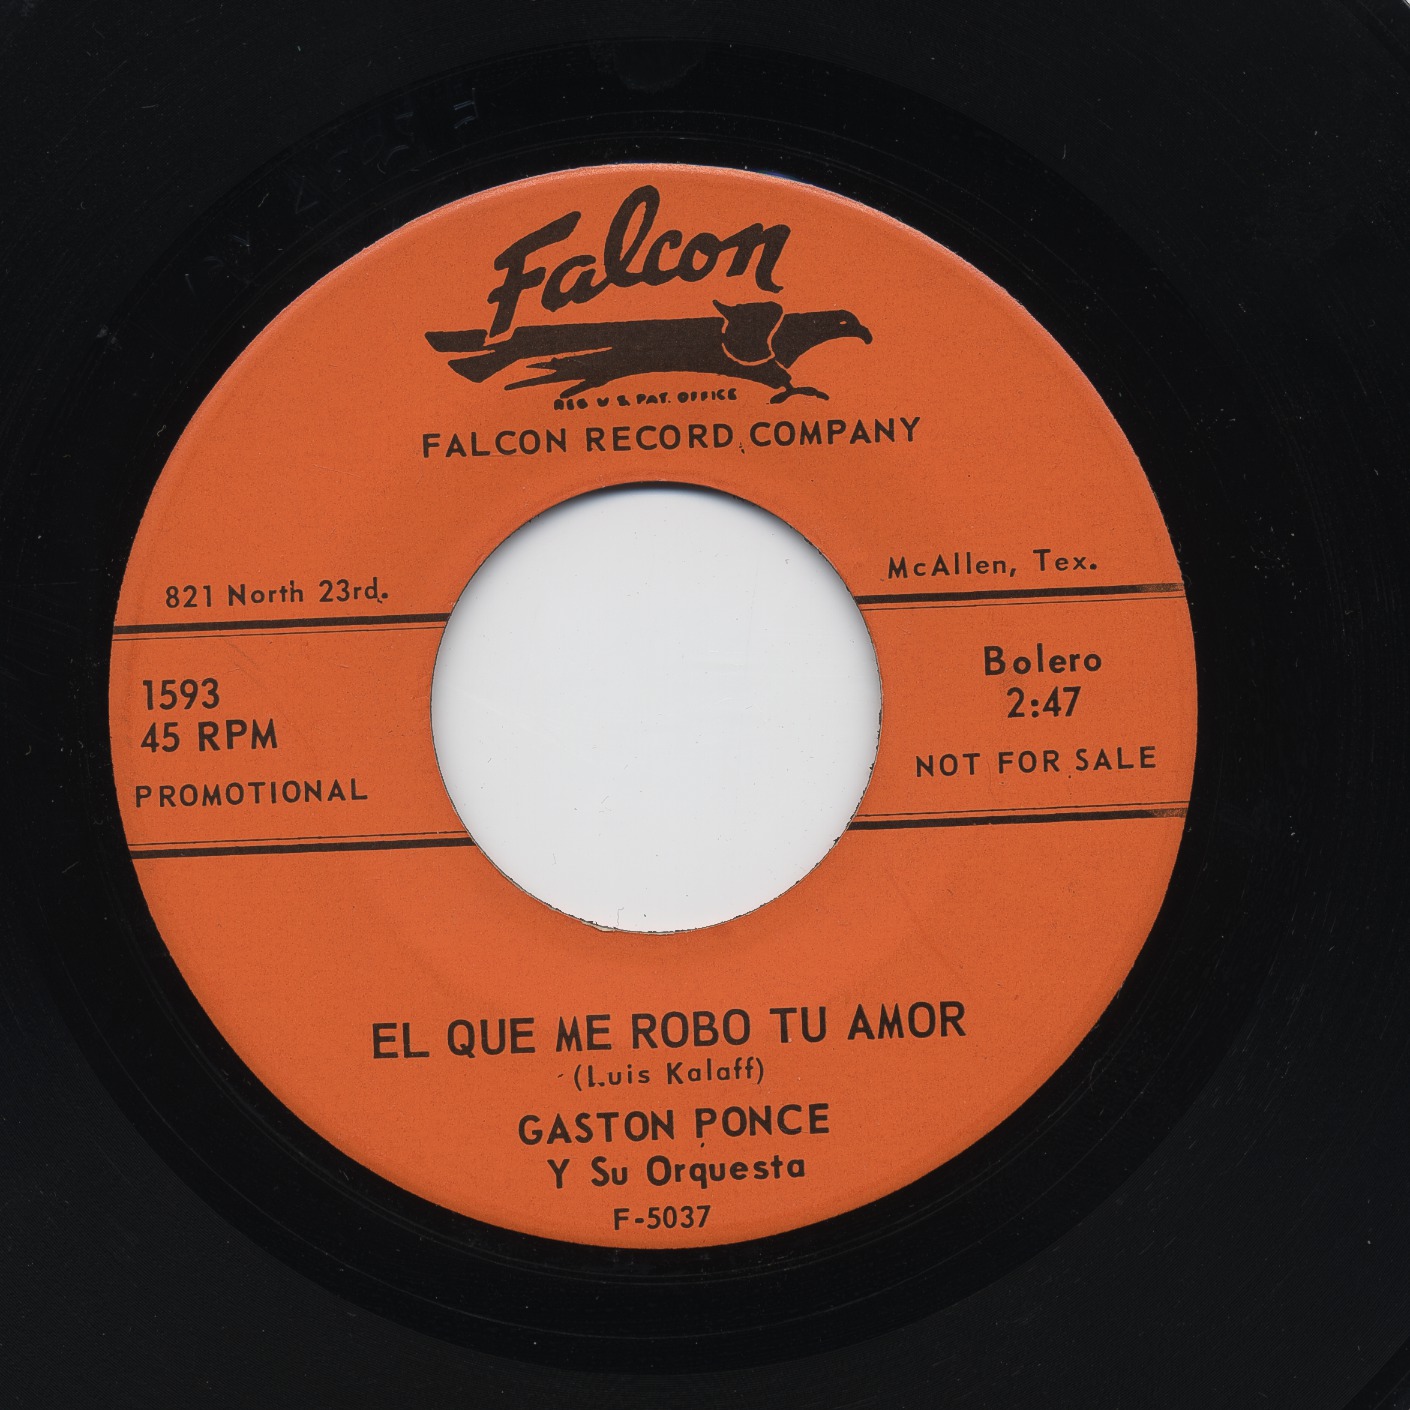 Falcon
REG U S PAT. OFFICE
FALCON RECORD COMPANY
821 North 23rd.
McAllen, Tex.
1593
45 RPM
PROMOTIONAL
Bolero
2:47
NOT FOR SALE
EL QUE ME ROBO TU AMOR
(Luis Kalaff)
GASTON PONCE
Y Su Orquesta
F-5037